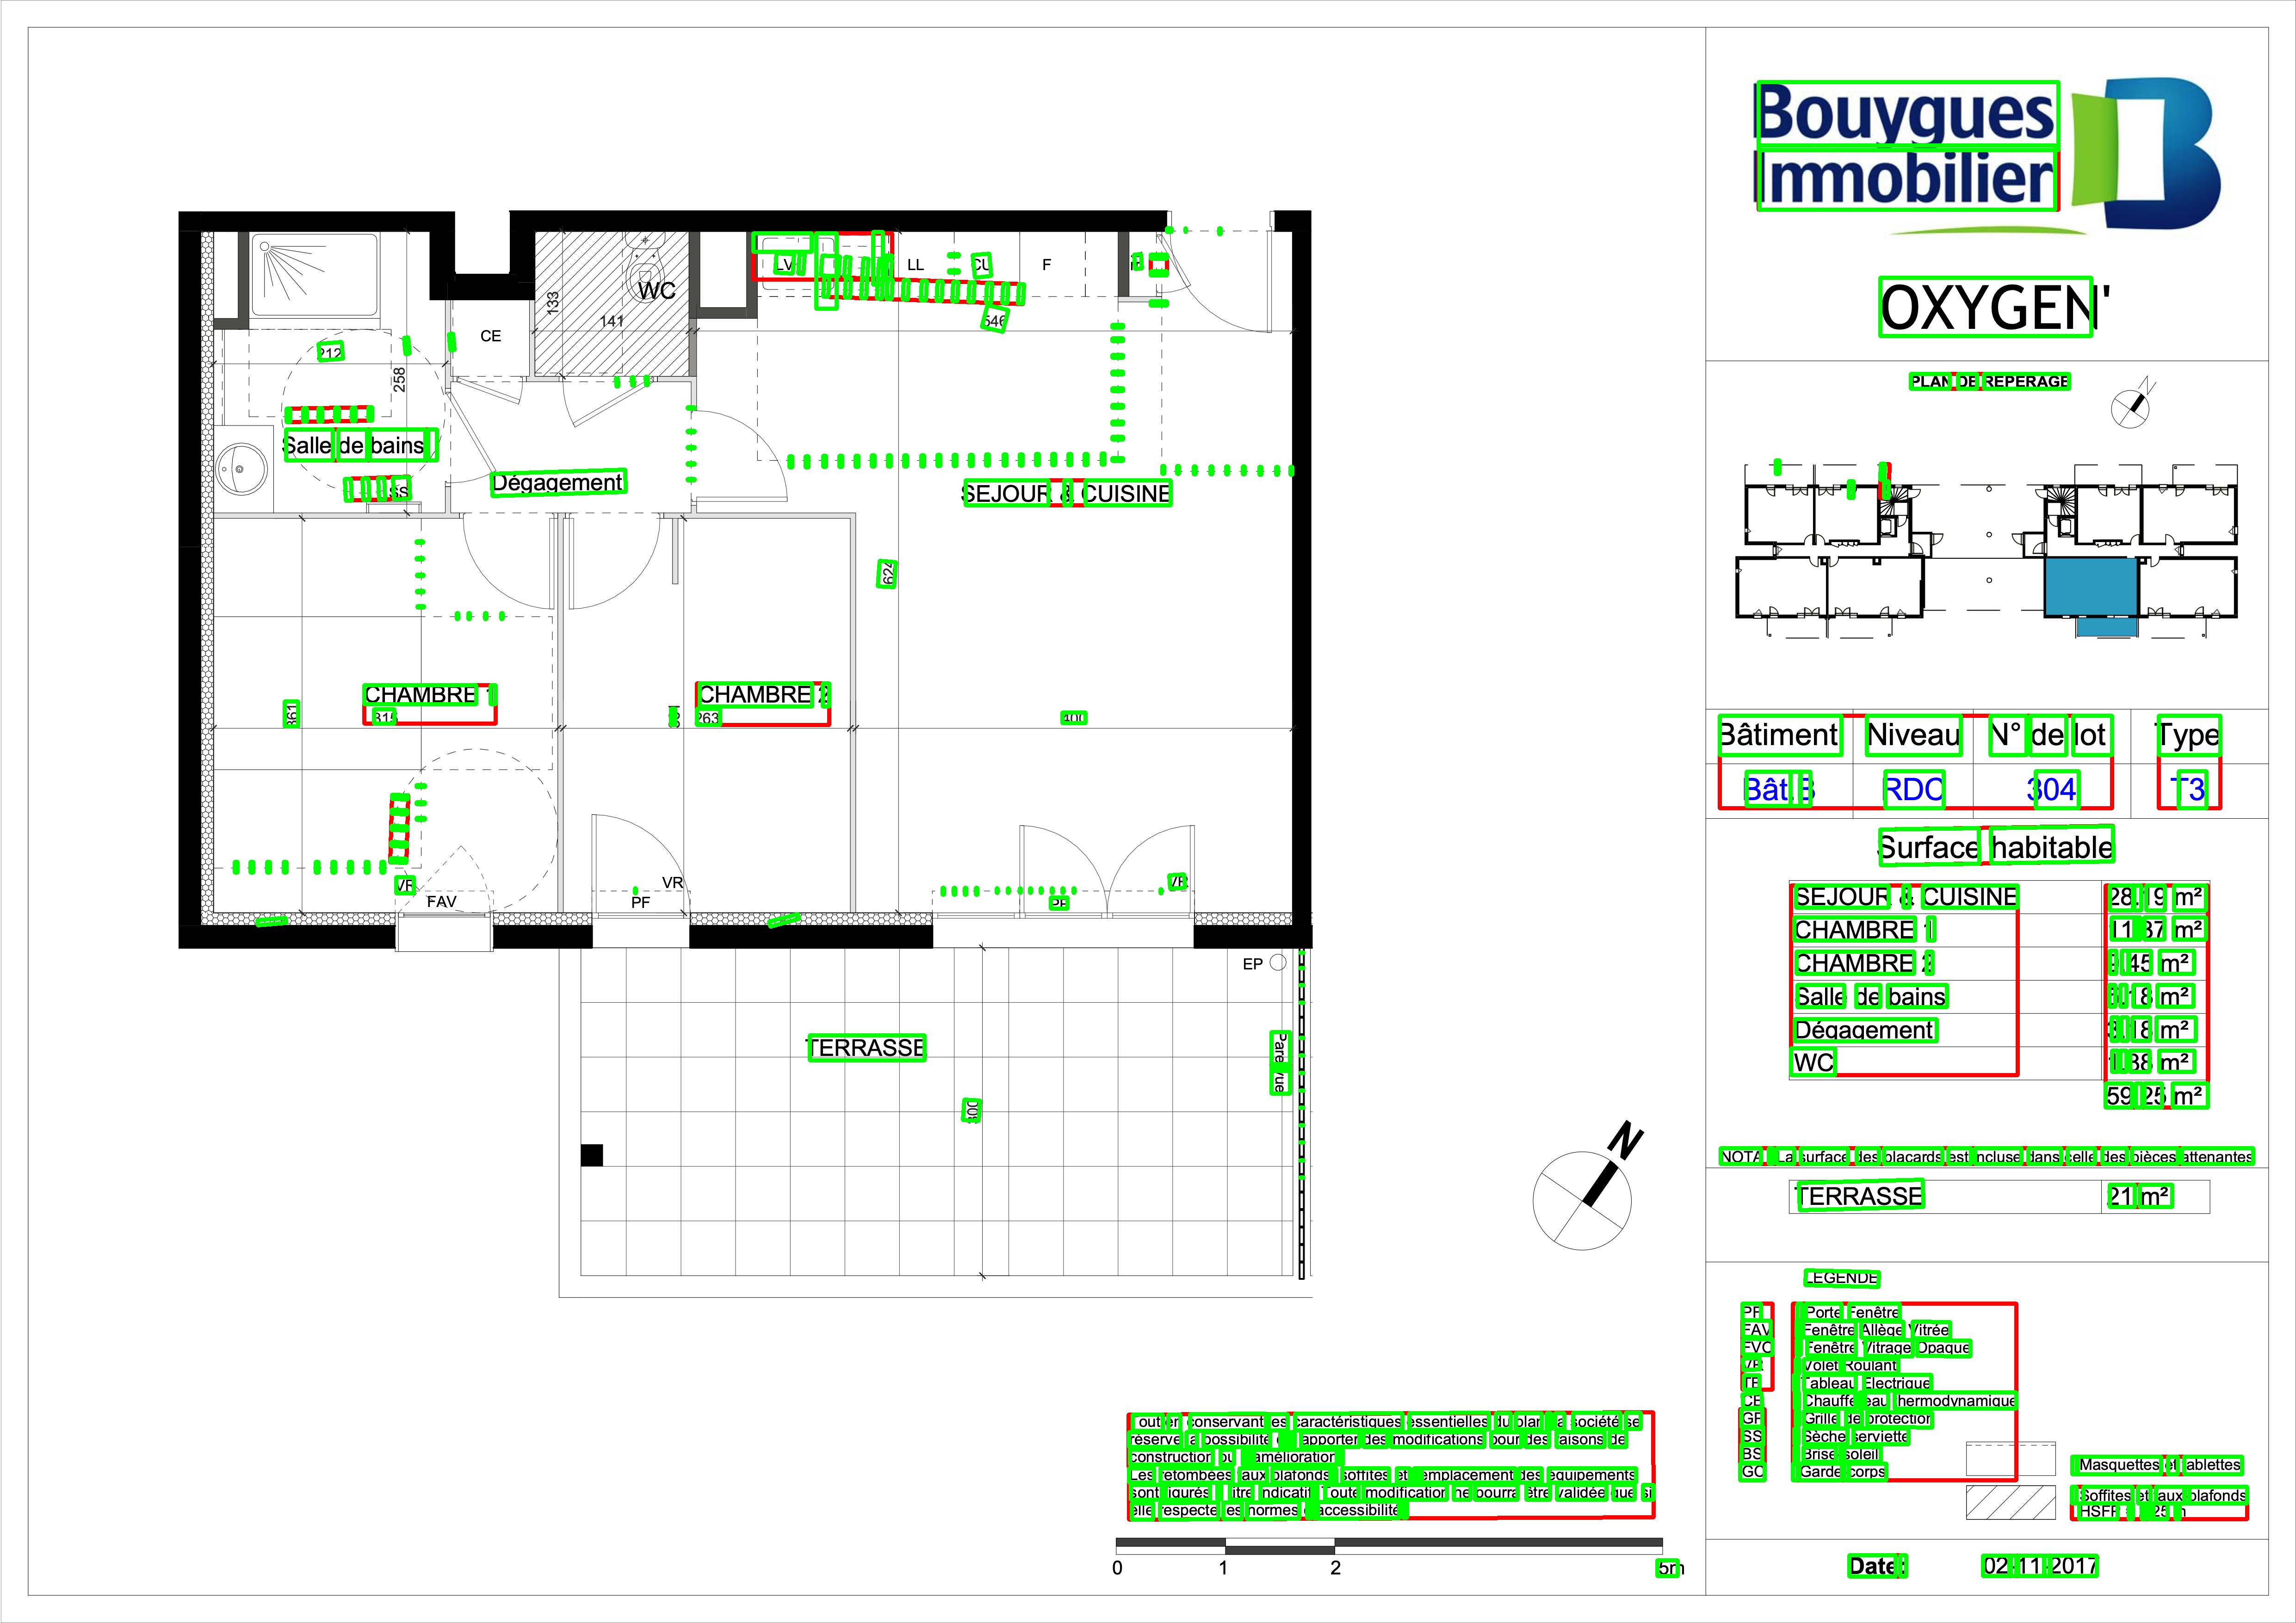 Bouygues
Immobilier
OXYGEN'
PLAN DE REPERAGE
N
Bâtiment Niveau N° de lot Type
Bât.B RDC 304 T3
Surface habitable
SEJOUR & CUISINE 28.19 m²
CHAMBRE 1 11.37 m²
CHAMBRE 2 9.45 m²
Salle de bains 5.18 m²
Dégagement 3.18 m²
WC 1.88 m²
59.25 m²
NOTA : La surface des placards est incluse dans celle des pièces attenantes
TERRASSE 21 m²
LEGENDE
PF : Porte Fenêtre
FAV : Fenêtre Allège Vitrée
FVO : Fenêtre Vitrage Opaque
VR : Volet Roulant
TE : Tableau Electrique
CE : Chauffe eau thermodynamique
GP : Grille de protection
SS : Sèche serviette
BS : Brise soleil
GC : Garde corps
: Masquettes et tablettes
: Soffites et faux plafonds
HSFP = 2.25 m
Date: 02-11-2017
WC
133
141
CE
LV
LL
CU
F
546
212
258
Salle de bains
SS
Dégagement
SEJOUR & CUISINE
624
CHAMBRE 1
361
315
CHAMBRE 2
263
400
VR
FAV
VR
PF
VR
PF
EP
TERRASSE
Pare vue
300
N
Tout en conservant les caractéristiques essentielles du plan, la société se
réserve la possibilité d'apporter des modifications pour des raisons de
construction ou d'amélioration.
Les retombées, faux plafonds, soffites et l'emplacement des équipements
sont figurés à titre indicatif. Toute modification ne pourra être validée que si
elle respecte les normes d'accessibilité.
0 1 2 5m